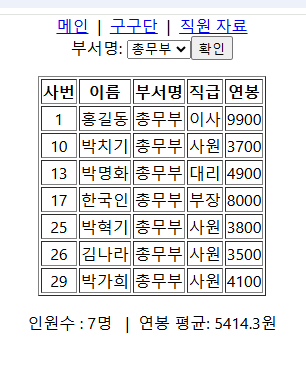 메인 | 구구단 | 직원 자료
부서명: 총무부 확인
사번 이름 부서명 직급 연봉
1 홍길동 총무부 이사 9900
10 박치기 총무부 사원 3700
13 박명화 총무부 대리 4900
17 한국인 총무부 부장 8000
25 박혁기 총무부 사원 3800
26 김나라 총무부 사원 3500
29 박가희 총무부 사원 4100
인원수 : 7명 | 연봉 평균: 5414.3원